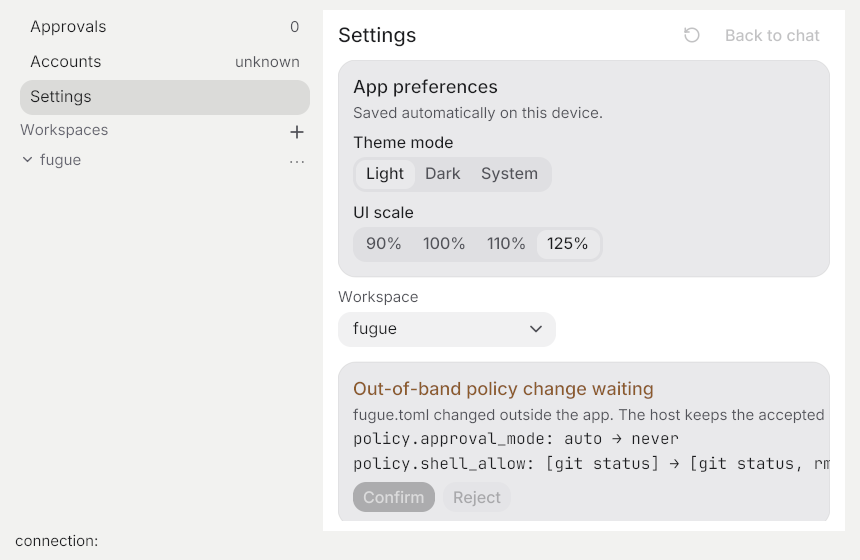 Approvals 0
Accounts unknown
Settings
Workspaces +
fugue ...
connection:
Settings Back to chat
App preferences
Saved automatically on this device.
Theme mode
Light Dark System
UI scale
90% 100% 110% 125%
Workspace
fugue
Out-of-band policy change waiting
fugue.toml changed outside the app. The host keeps the accepted
policy.approval_mode: auto → never
policy.shell_allow: [git status] → [git status, rm
Confirm Reject